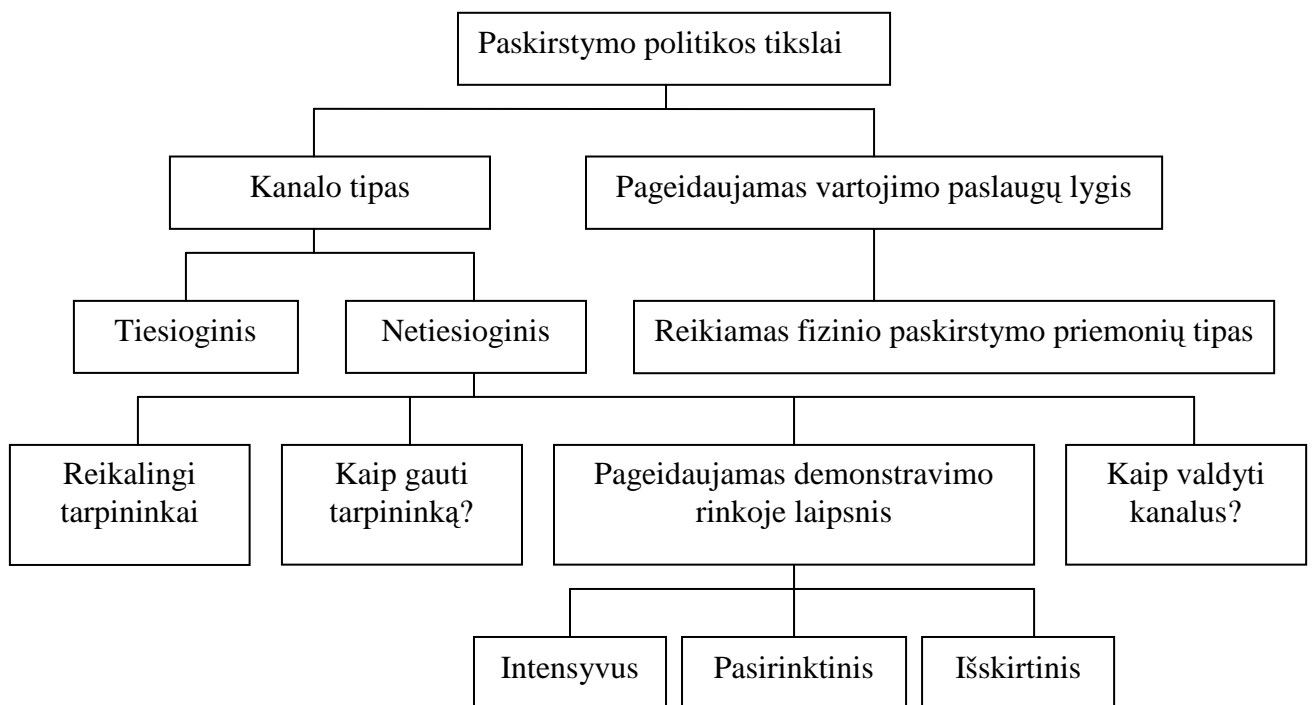 Paskirstymo politikos tikslai
Kanalo tipas
Pageidaujamas vartojimo paslaugų lygis
Tiesioginis
Netiesioginis
Reikiamas fizinio paskirstymo priemonių tipas
Reikalingi
tarpininkai
Kaip gauti
tarpininką?
Pageidaujamas demonstravimo
rinkoje laipsnis
Kaip valdyti
kanalus?
Intensyvus
Pasirinktinis
Išskirtinis